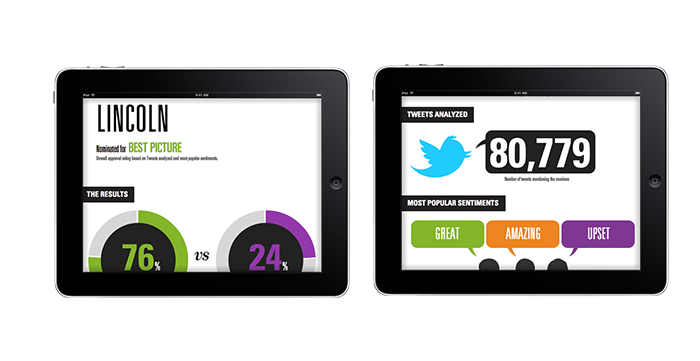 iPad
9:41 AM
LINCOLN
Nominated for BEST PICTURE
Overall approval rating based on Tweets analyzed and most popular sentiments.
THE RESULTS
76%
vs
24%
iPad
9:41 AM
TWEETS ANALYZED
80,779
Number of tweets mentioning the nominee
MOST POPULAR SENTIMENTS
GREAT
AMAZING
UPSET